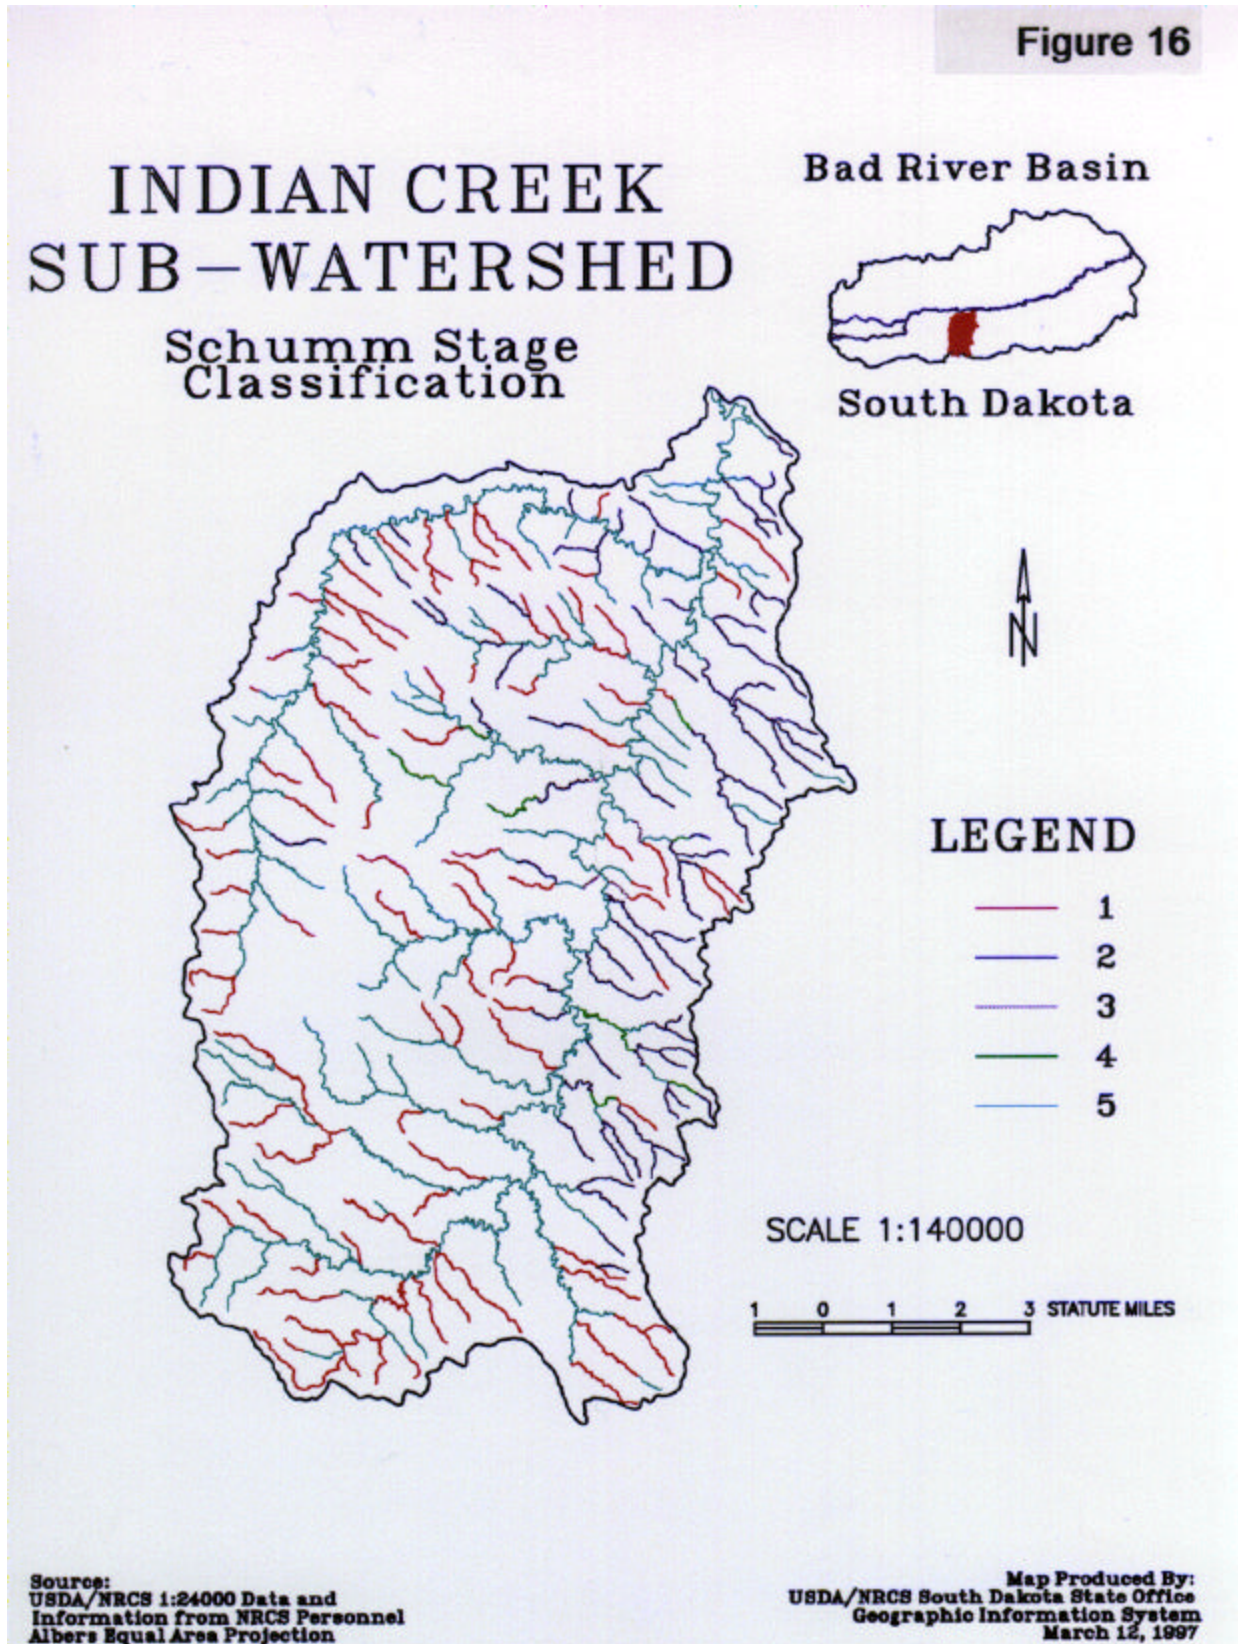 Figure 16
INDIAN CREEK
SUB-WATERSHED
Schumm Stage
Classification
Bad River Basin
South Dakota
N
LEGEND
1
2
3
4
5
SCALE 1:140000
1 0 1 2 3 STATUTE MILES
Source:
USDA/NRCS 1:24000 Data and
Information from NRCS Personnel
Albers Equal Area Projection
Map Produced By:
USDA/NRCS South Dakota State Office
Geographic Information System
March 12, 1997